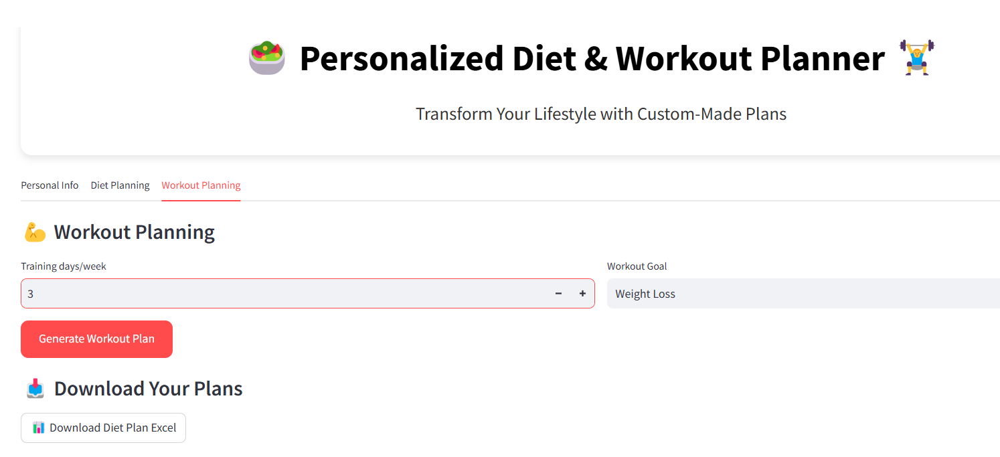 Personalized Diet & Workout Planner
Transform Your Lifestyle with Custom-Made Plans
Personal Info Diet Planning Workout Planning
Workout Planning
Training days/week Workout Goal
3 − + Weight Loss
Generate Workout Plan
Download Your Plans
Download Diet Plan Excel